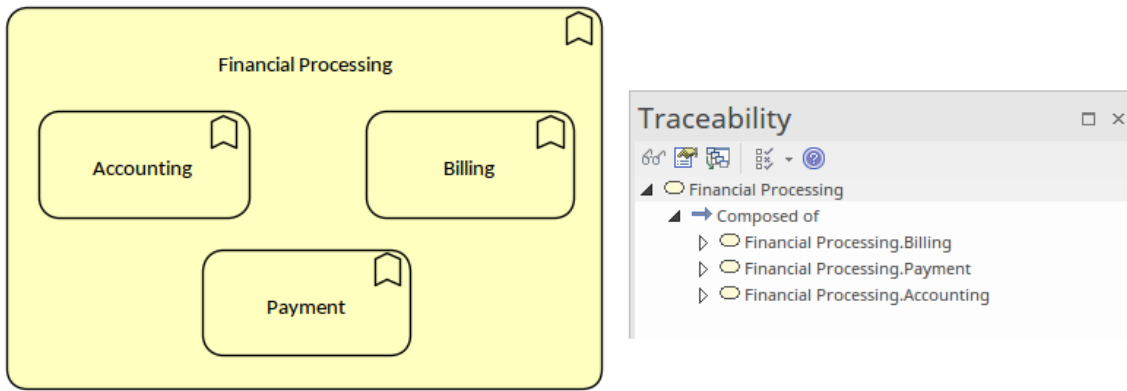 Financial Processing
Accounting
Billing
Payment
Traceability
Financial Processing
Composed of
Financial Processing.Billing
Financial Processing.Payment
Financial Processing.Accounting